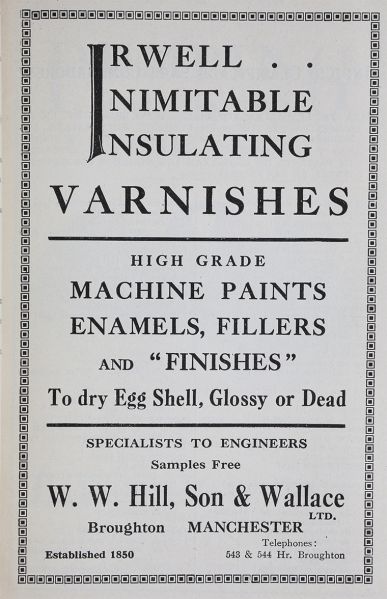 IRWELL . .
INIMITABLE
INSULATING
VARNISHES
HIGH GRADE
MACHINE PAINTS
ENAMELS, FILLERS
AND "FINISHES"
To dry Egg Shell, Glossy or Dead
SPECIALISTS TO ENGINEERS
Samples Free
W. W. Hill, Son & Wallace
LTD.
Broughton MANCHESTER
Telephones:
Established 1850 543 & 544 Hr. Broughton